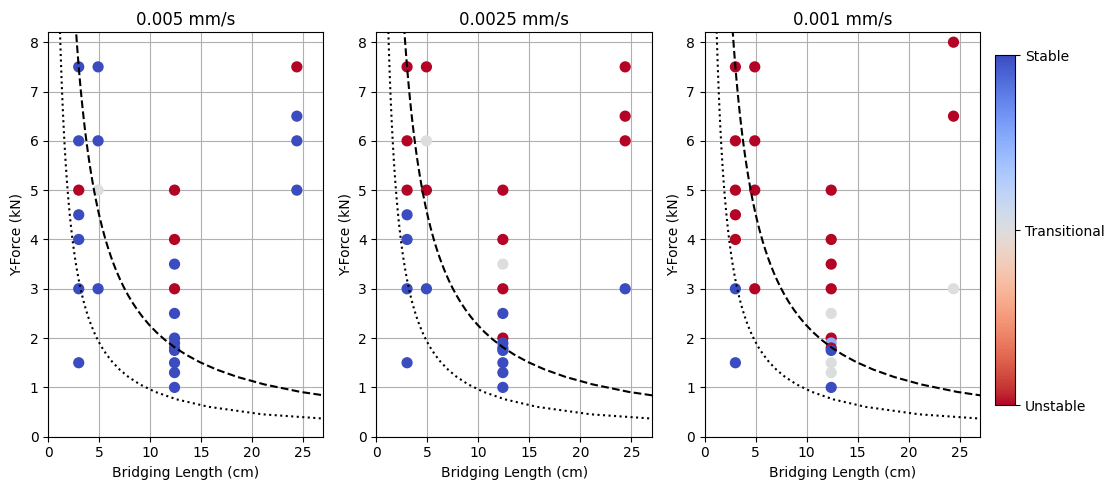 0.005 mm/s
0.0025 mm/s
0.001 mm/s
8
7
6
5
4
3
2
1
0
Y-Force (kN)
0 5 10 15 20 25
Bridging Length (cm)
8
7
6
5
4
3
2
1
0
Y-Force (kN)
0 5 10 15 20 25
Bridging Length (cm)
8
7
6
5
4
3
2
1
0
Y-Force (kN)
0 5 10 15 20 25
Bridging Length (cm)
Stable
Transitional
Unstable